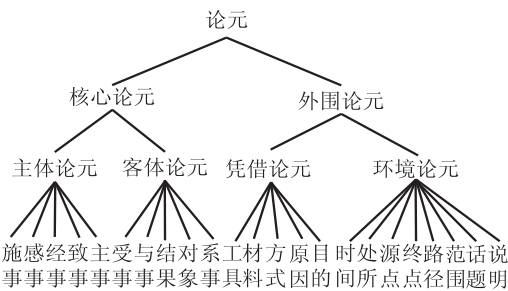 论元
核心论元 外围论元
主体论元 客体论元 凭借论元 环境论元
施感经致主受与结对系工材方原目时处源终路范话说
事事事事事事事果象事具料式因的间所点点径围题明